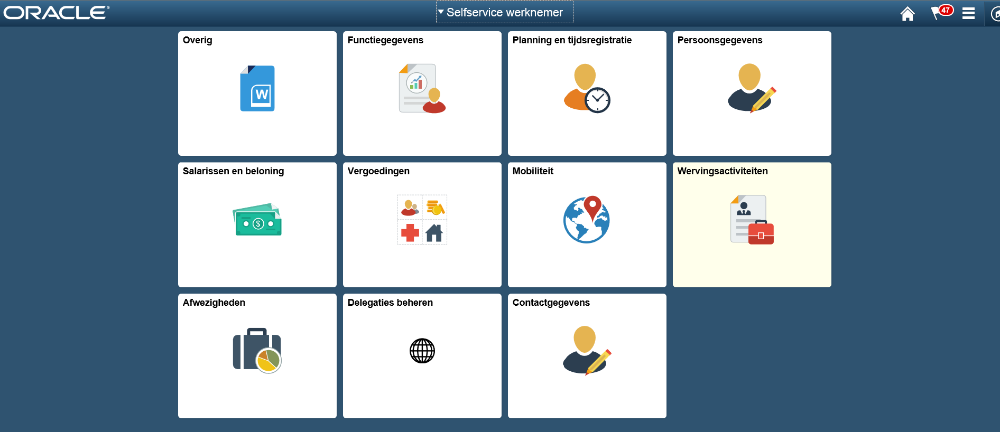 ORACLE®
Selfservice werknemer
47
Overig
Functiegegevens
Planning en tijdsregistratie
Persoonsgegevens
W
Salarissen en beloning
Vergoedingen
Mobiliteit
Wervingsactiviteiten
$
Afwezigheden
Delegaties beheren
Contactgegevens